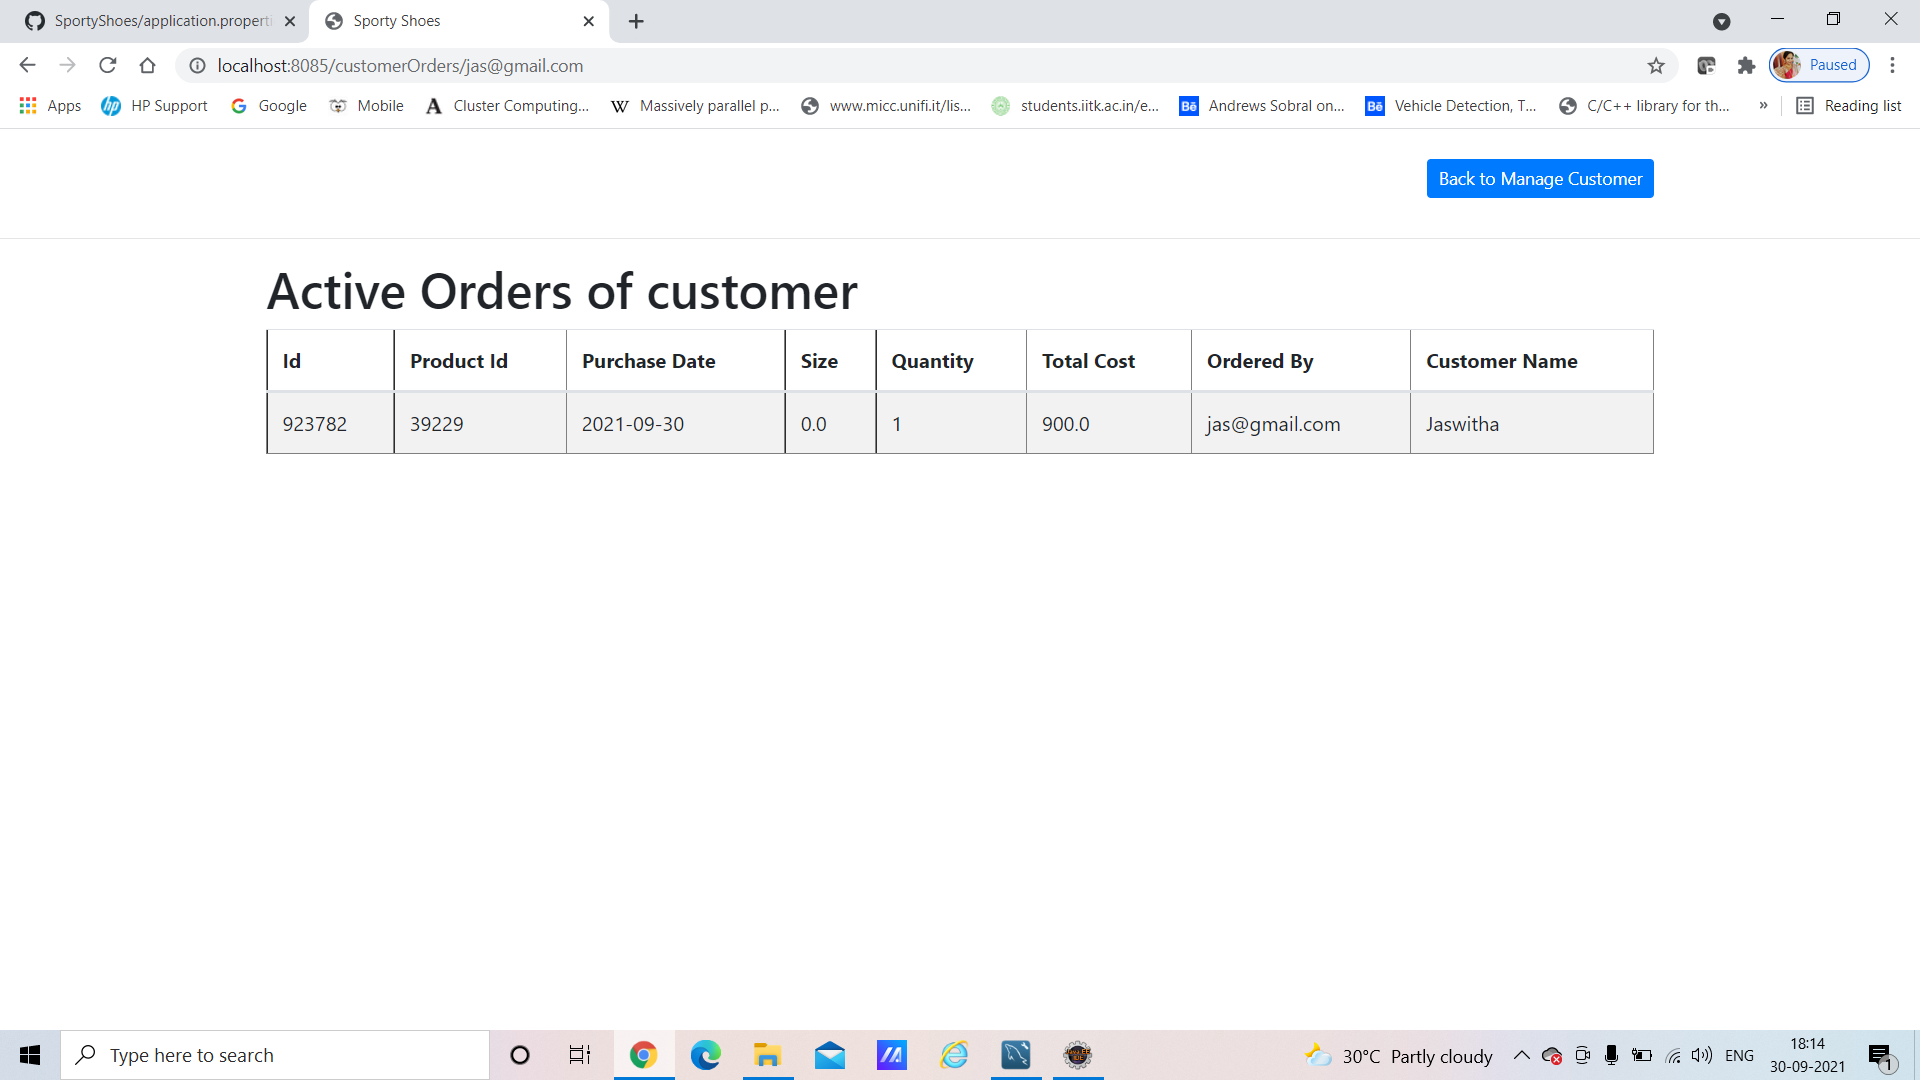 SportyShoes/application.properti
Sporty Shoes
localhost:8085/customerOrders/jas@gmail.com
Paused
Apps HP Support Google Mobile Cluster Computing... Massively parallel p... www.micc.unifi.it/lis... students.iitk.ac.in/e... Andrews Sobral on... Vehicle Detection, T... C/C++ library for th... » Reading list
Back to Manage Customer
Active Orders of customer
Id Product Id Purchase Date Size Quantity Total Cost Ordered By Customer Name
923782 39229 2021-09-30 0.0 1 900.0 jas@gmail.com Jaswitha
Type here to search
30°C Partly cloudy
ENG
18:14
30-09-2021
1